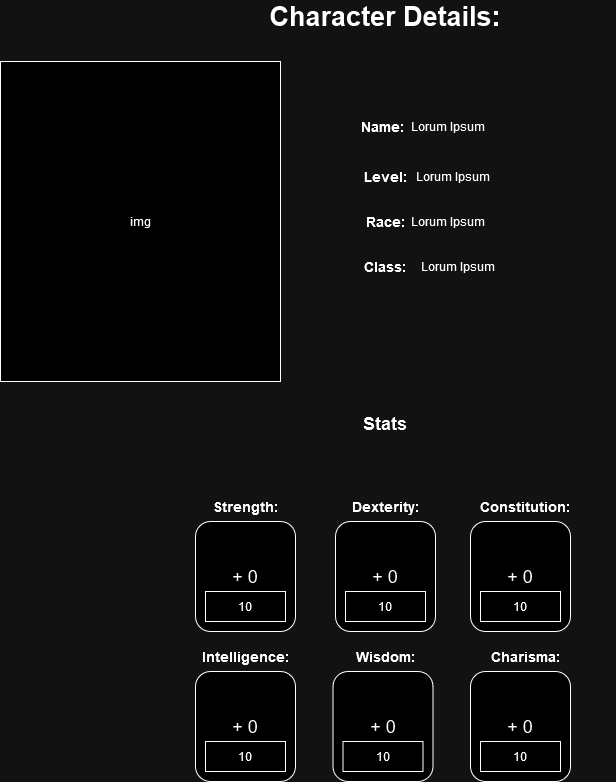 Character Details:
img
Name: Lorum Ipsum
Level: Lorum Ipsum
Race: Lorum Ipsum
Class: Lorum Ipsum
Stats
Strength: Dexterity: Constitution:
+ 0 + 0 + 0
10 10 10
Intelligence: Wisdom: Charisma:
+ 0 + 0 + 0
10 10 10